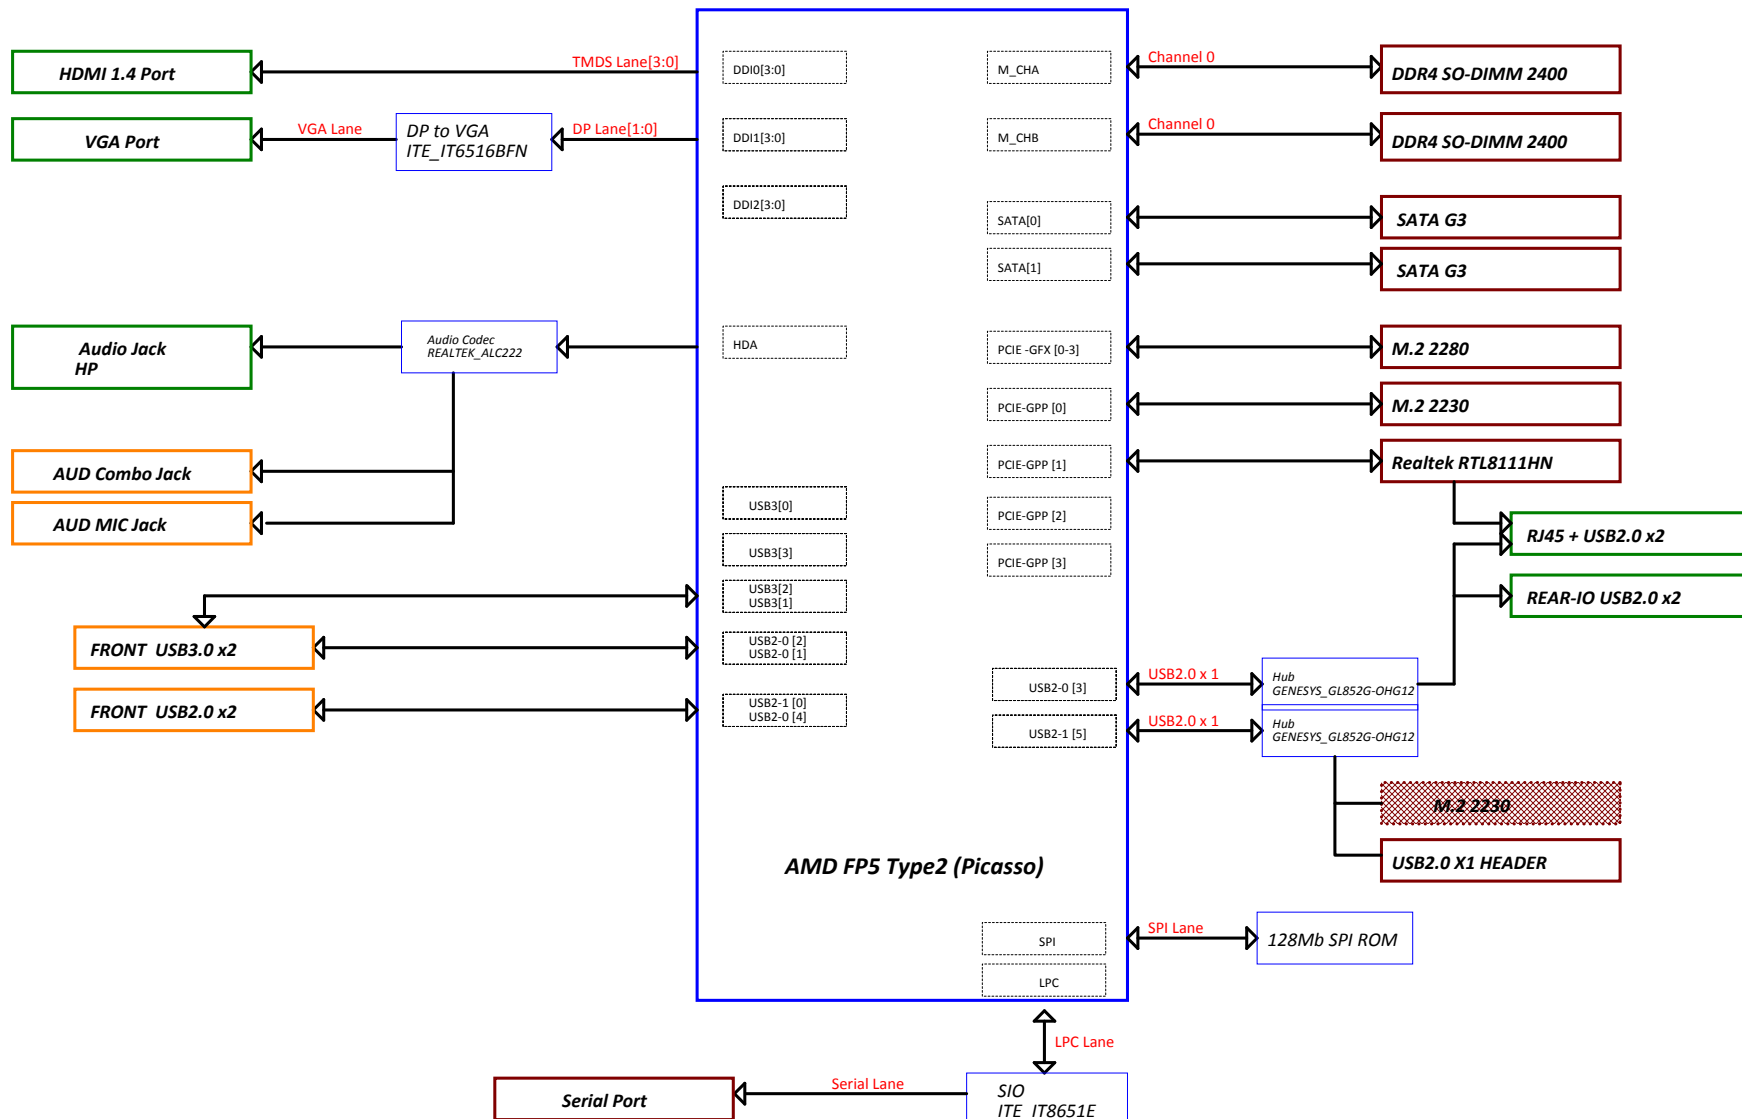 HDMI 1.4 Port
TMDS Lane[3:0]
DDI0[3:0]
M_CHA
Channel 0
DDR4 SO-DIMM 2400
VGA Port
VGA Lane
DP to VGA
ITE_IT6516BFN
DP Lane[1:0]
DDI1[3:0]
M_CHB
Channel 0
DDR4 SO-DIMM 2400
DDI2[3:0]
SATA[0]
SATA G3
SATA[1]
SATA G3
Audio Jack
HP
Audio Codec
REALTEK_ALC222
HDA
PCIE -GFX [0-3]
M.2 2280
PCIE-GPP [0]
M.2 2230
AUD Combo Jack
PCIE-GPP [1]
Realtek RTL8111HN
AUD MIC Jack
USB3[0]
PCIE-GPP [2]
RJ45 + USB2.0 x2
USB3[3]
PCIE-GPP [3]
USB3[2]
USB3[1]
REAR-IO USB2.0 x2
FRONT USB3.0 x2
USB2-0 [2]
USB2-0 [1]
USB2-0 [3]
USB2.0 x 1
Hub
GENESYS_GL852G-OHG12
FRONT USB2.0 x2
USB2-1 [0]
USB2-0 [4]
USB2-1 [5]
USB2.0 x 1
Hub
GENESYS_GL852G-OHG12
M.2 2230
AMD FP5 Type2 (Picasso)
USB2.0 X1 HEADER
SPI
SPI Lane
128Mb SPI ROM
LPC
LPC Lane
Serial Port
Serial Lane
SIO
ITE_IT8651E